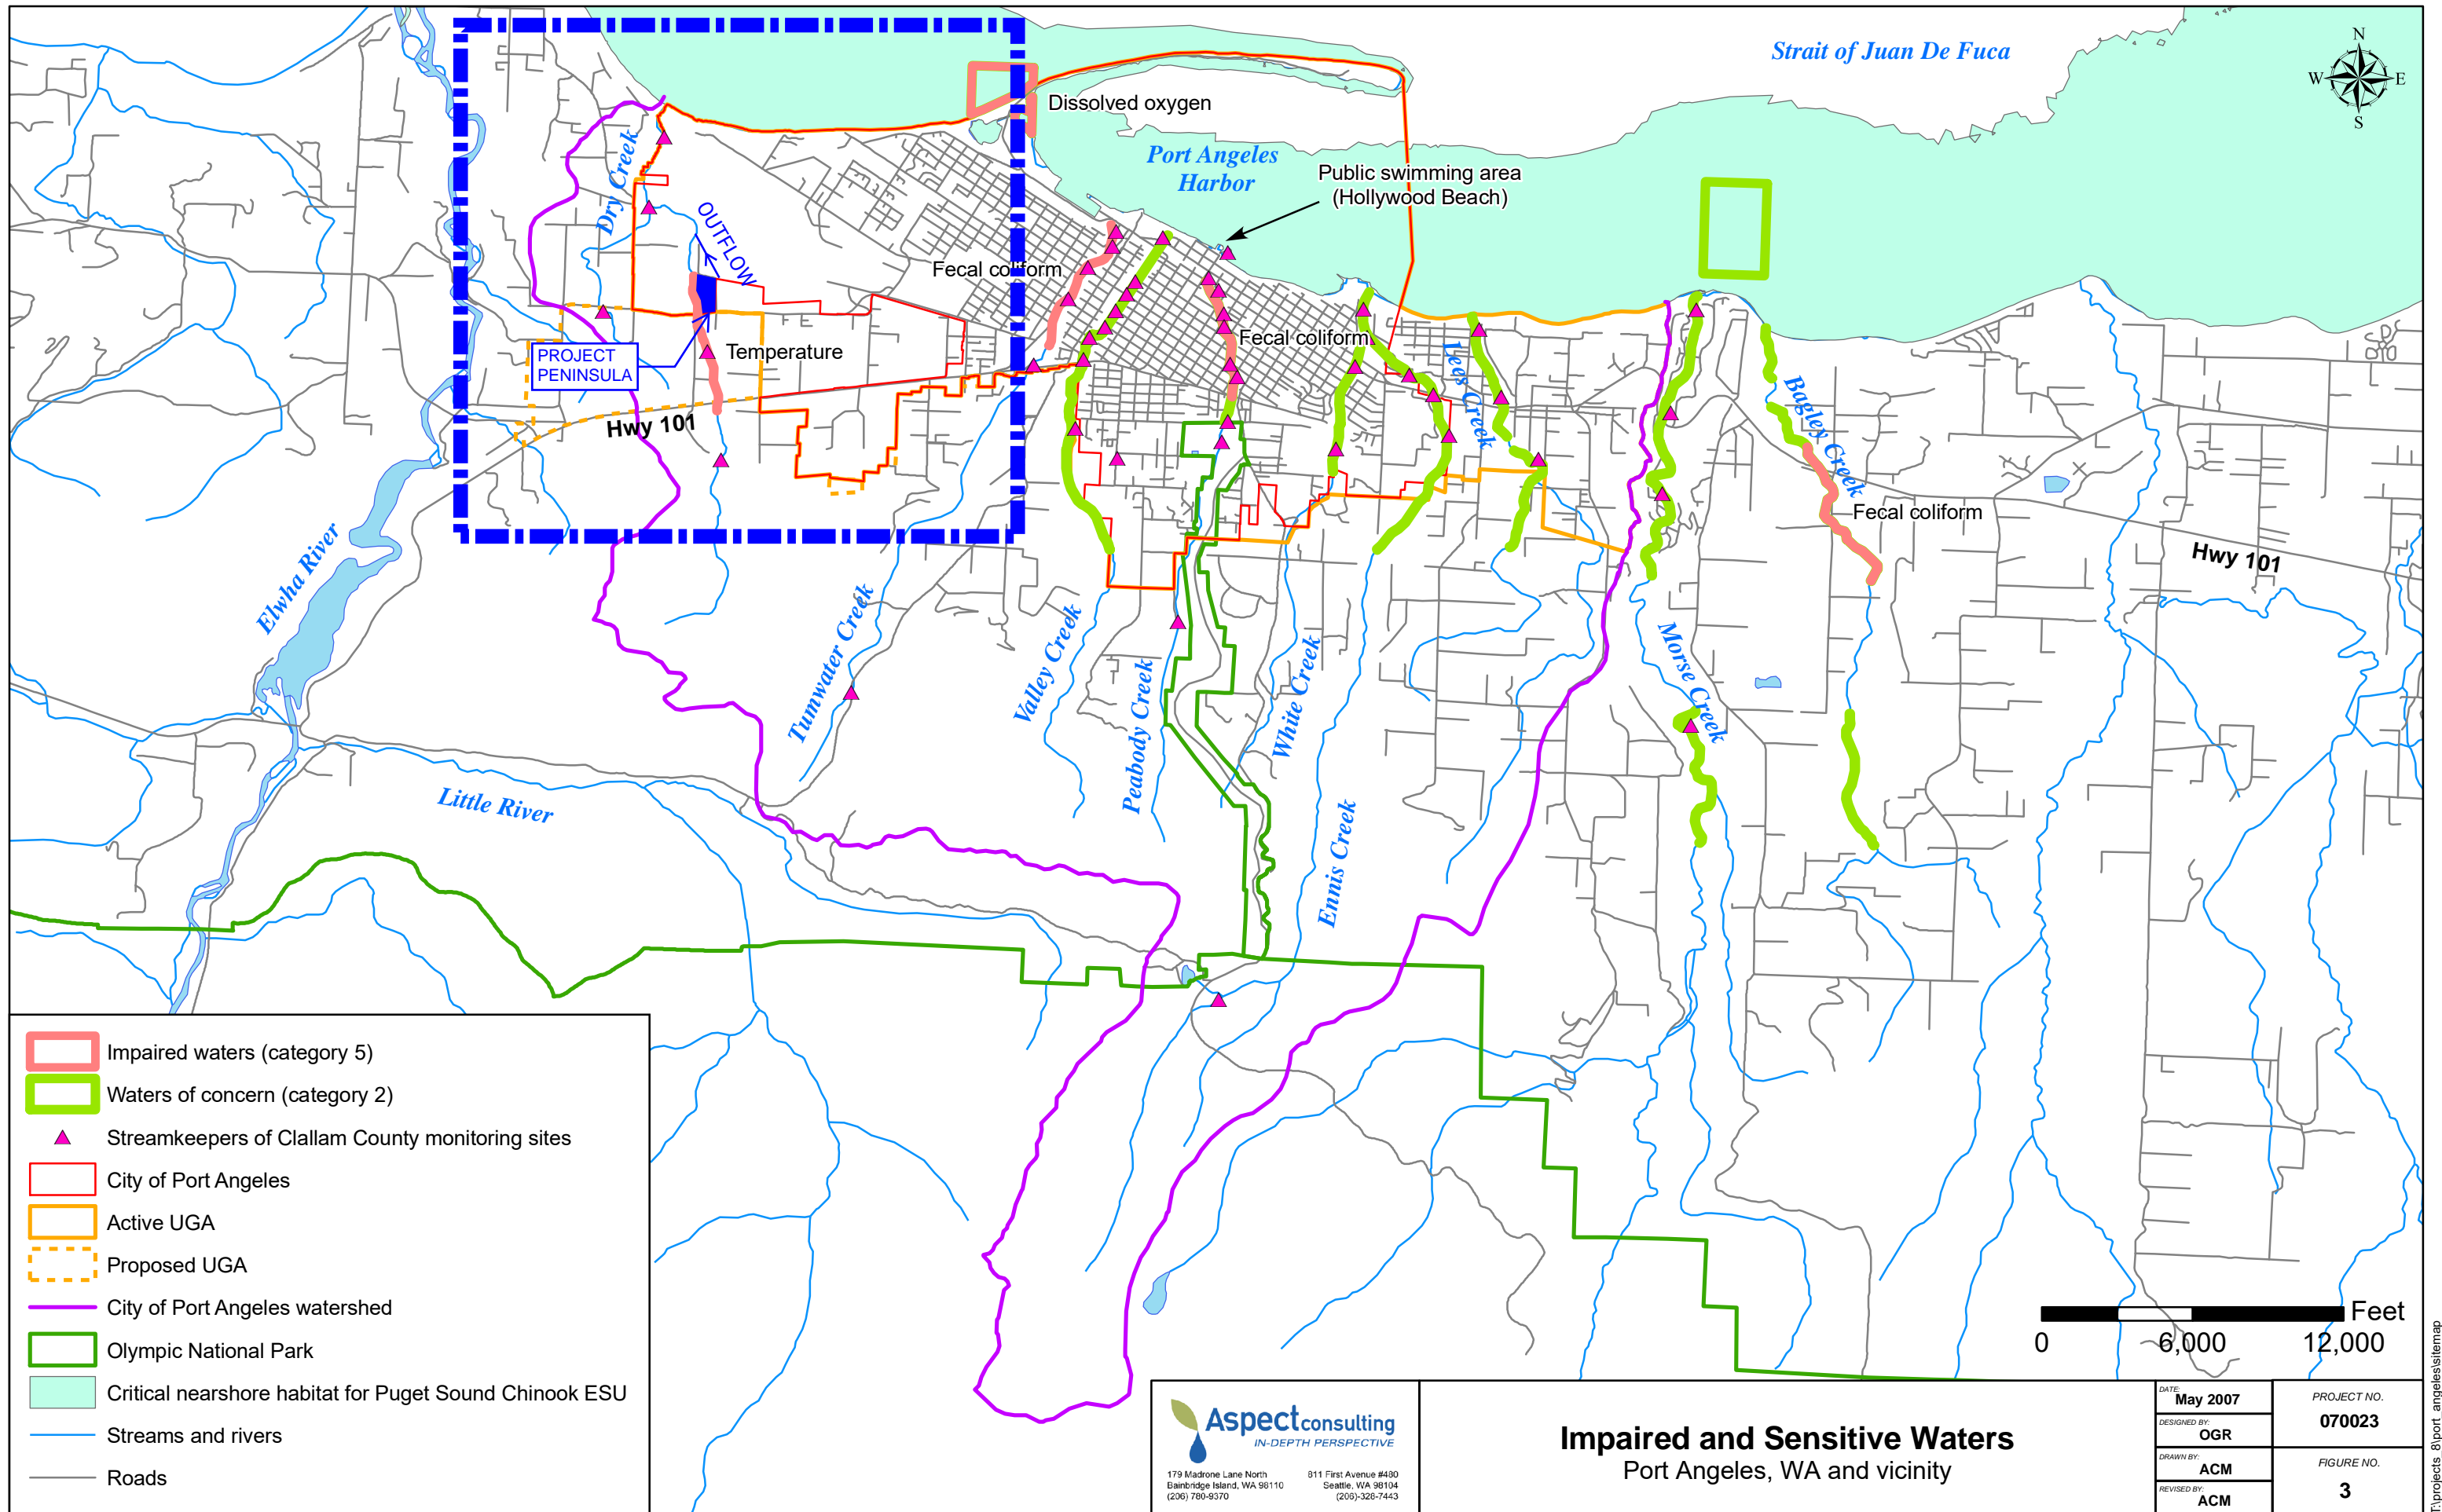 Strait of Juan De Fuca
N
W
E
S
Dissolved oxygen
Port Angeles
Harbor
Public swimming area
(Hollywood Beach)
Dry Creek
OUTFLOW
Fecal coliform
Fecal coliform
PROJECT
PENINSULA
Temperature
Lees Creek
Bagley Creek
Hwy 101
Fecal coliform
Hwy 101
Elwha River
Tumwater Creek
Valley Creek
Peabody Creek
White Creek
Morse Creek
Little River
Ennis Creek
Impaired waters (category 5)
Waters of concern (category 2)
Streamkeepers of Clallam County monitoring sites
City of Port Angeles
Active UGA
Proposed UGA
City of Port Angeles watershed
Olympic National Park
Critical nearshore habitat for Puget Sound Chinook ESU
Streams and rivers
Roads
Feet
0 6,000 12,000
Aspect consulting
IN-DEPTH PERSPECTIVE
179 Madrone Lane North
Bainbridge Island, WA 98110
(206) 780-9370
811 First Avenue #480
Seattle, WA 98104
(206)-328-7443
Impaired and Sensitive Waters
Port Angeles, WA and vicinity
DATE:
May 2007
DESIGNED BY:
OGR
DRAWN BY:
ACM
REVISED BY:
ACM
PROJECT NO.
070023
FIGURE NO.
3
T:\projects_8\port_angeles\sitemap